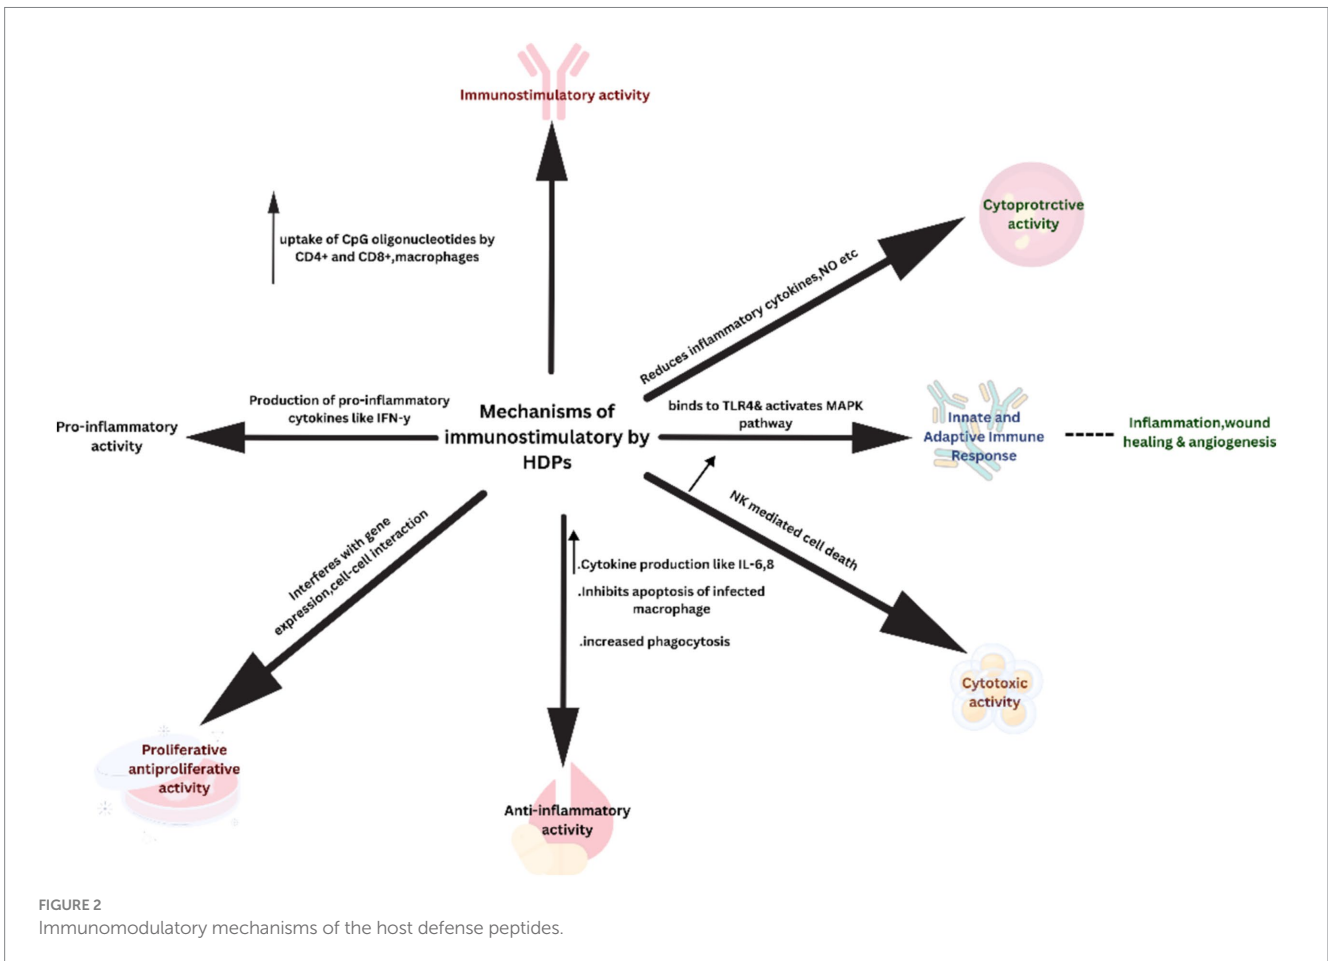 Immunostimulatory activity
uptake of CpG oligonucleotides by
CD4+ and CD8+,macrophages
Cytoprotrctive
activity
Reduces inflammatory cytokines,NO etc
Production of pro-inflammatory
cytokines like IFN-y
Pro-inflammatory
activity
Mechanisms of
immunostimulatory by
HDPs
binds to TLR4& activates MAPK
pathway
Innate and
Adaptive Immune
Response
Inflammation,wound
healing & angiogenesis
NK mediated cell death
Interferes with gene
expression,cell-cell interaction
.Cytokine production like IL-6,8
.Inhibits apoptosis of infected
macrophage
.increased phagocytosis
Cytotoxic
activity
Proliferative
antiproliferative
activity
Anti-inflammatory
activity
FIGURE 2
Immunomodulatory mechanisms of the host defense peptides.